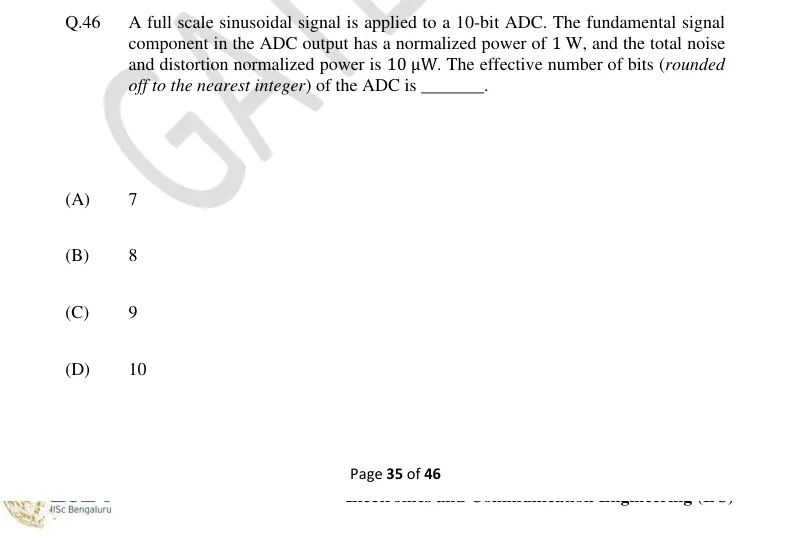 Q.46 A full scale sinusoidal signal is applied to a 10-bit ADC. The fundamental signal
component in the ADC output has a normalized power of 1 W, and the total noise
and distortion normalized power is 10 μW. The effective number of bits (rounded
off to the nearest integer) of the ADC is _______.
(A) 7
(B) 8
(C) 9
(D) 10
Page 35 of 46
IISc Bengaluru